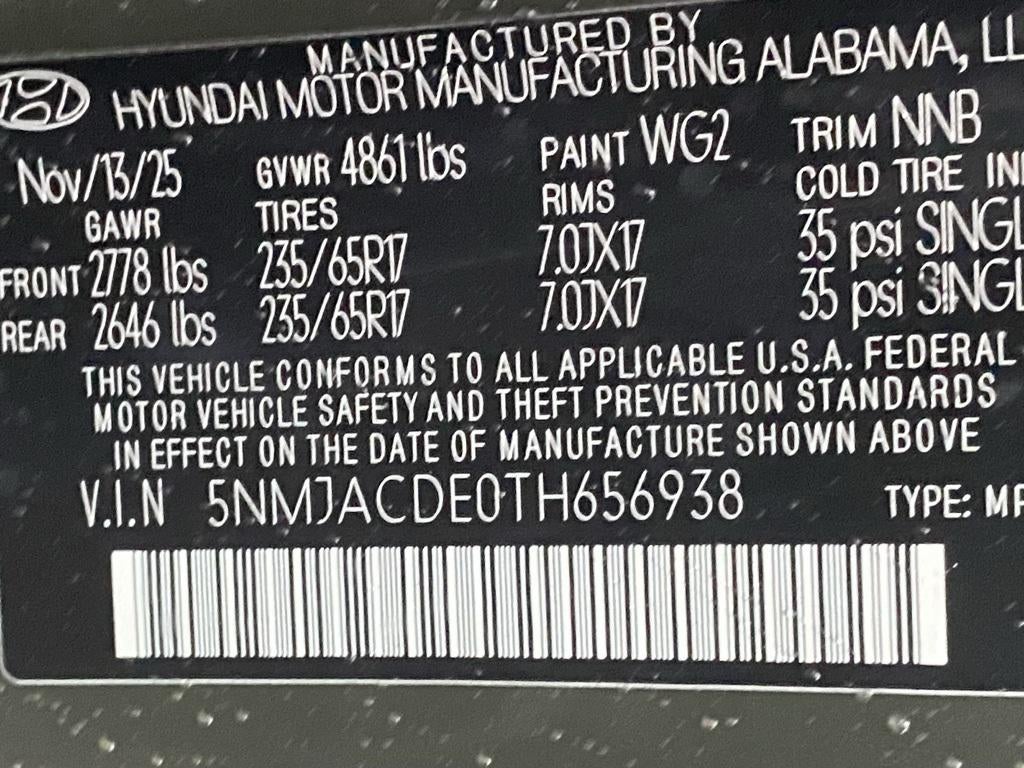 MANUFACTURED BY
HYUNDAI MOTOR MANUFACTURING ALABAMA, LL
Nov/13/25 GVWR 4861 lbs PAINT WG2 TRIM NNB
GAWR TIRES RIMS COLD TIRE IN
FRONT 2778 lbs 235/65R17 7.0JX17 35 psi SINGL
REAR 2646 lbs 235/65R17 7.0JX17 35 psi SINGL
THIS VEHICLE CONFORMS TO ALL APPLICABLE U.S.A. FEDERAL
MOTOR VEHICLE SAFETY AND THEFT PREVENTION STANDARDS
IN EFFECT ON THE DATE OF MANUFACTURE SHOWN ABOVE
V.I.N 5NMJACDE0TH656938 TYPE: MP